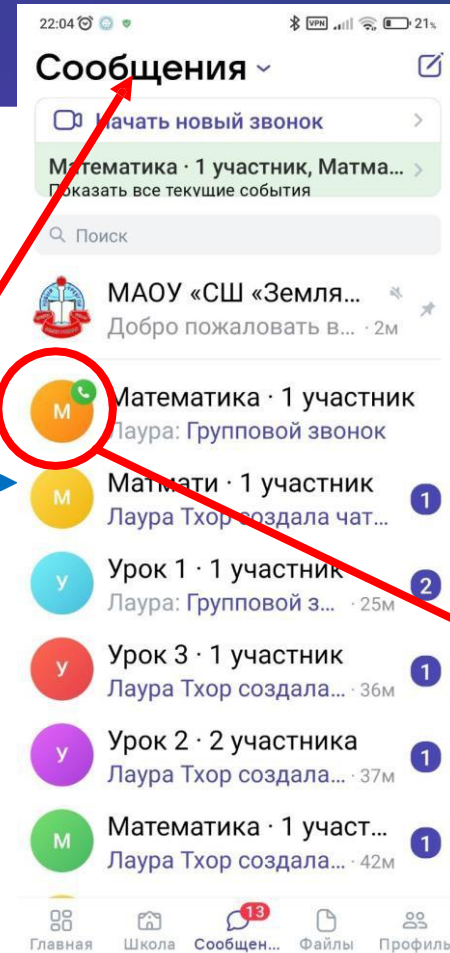 22:04 VPN 21%
Сообщения
Начать новый звонок
Математика · 1 участник, Матма...
Показать все текущие события
Поиск
МАОУ «СШ «Земля...
Добро пожаловать в... · 2м
М
Математика · 1 участник
Лаура: Групповой звонок
М
Матмати · 1 участник
Лаура Тхор создала чат...
1
У
Урок 1 · 1 участник
Лаура: Групповой з... · 25м
2
У
Урок 3 · 1 участник
Лаура Тхор создала... · 36м
1
У
Урок 2 · 2 участника
Лаура Тхор создала... · 37м
1
М
Математика · 1 участ...
Лаура Тхор создала... · 42м
1
13
Главная Школа Сообщен... Файлы Профиль